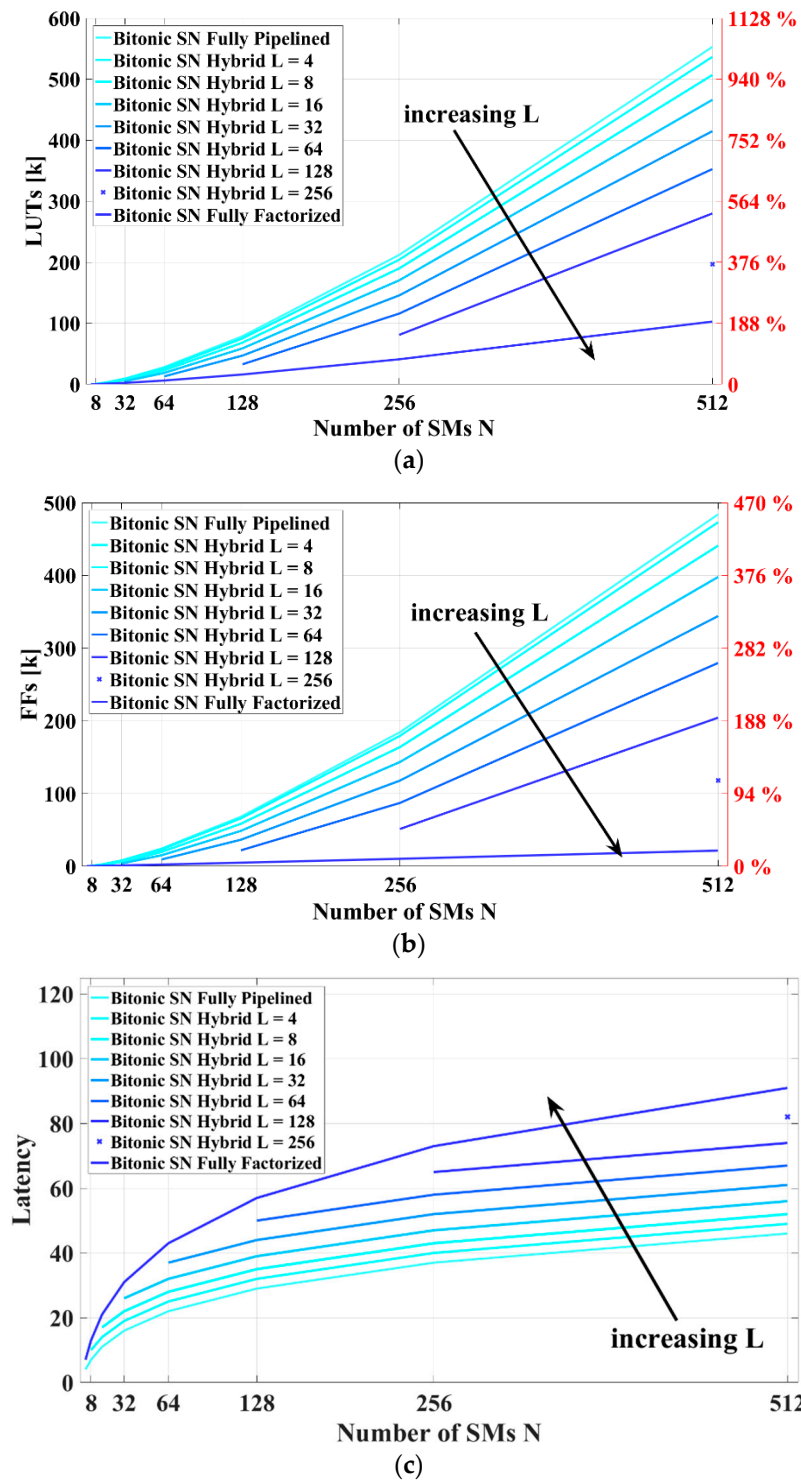 600
500
400
300
200
100
0
LUTs [k]
Bitonic SN Fully Pipelined
Bitonic SN Hybrid L = 4
Bitonic SN Hybrid L = 8
Bitonic SN Hybrid L = 16
Bitonic SN Hybrid L = 32
Bitonic SN Hybrid L = 64
Bitonic SN Hybrid L = 128
Bitonic SN Hybrid L = 256
Bitonic SN Fully Factorized
increasing L
1128 %
940 %
752 %
564 %
376 %
188 %
0
8 32 64 128 256 512
Number of SMs N
(a)
500
400
300
200
100
0
FFs [k]
Bitonic SN Fully Pipelined
Bitonic SN Hybrid L = 4
Bitonic SN Hybrid L = 8
Bitonic SN Hybrid L = 16
Bitonic SN Hybrid L = 32
Bitonic SN Hybrid L = 64
Bitonic SN Hybrid L = 128
Bitonic SN Hybrid L = 256
Bitonic SN Fully Factorized
increasing L
470 %
376 %
282 %
188 %
94 %
0 %
8 32 64 128 256 512
Number of SMs N
(b)
120
100
80
60
40
20
0
Latency
Bitonic SN Fully Pipelined
Bitonic SN Hybrid L = 4
Bitonic SN Hybrid L = 8
Bitonic SN Hybrid L = 16
Bitonic SN Hybrid L = 32
Bitonic SN Hybrid L = 64
Bitonic SN Hybrid L = 128
Bitonic SN Hybrid L = 256
Bitonic SN Fully Factorized
increasing L
8 32 64 128 256 512
Number of SMs N
(c)